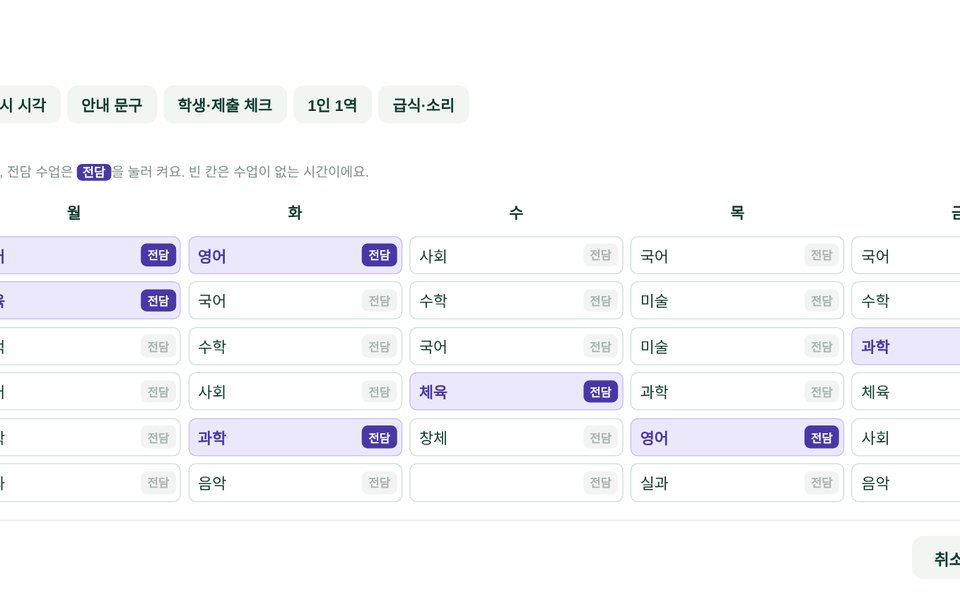 시 시각 안내 문구 학생·제출 체크 1인 1역 급식·소리
, 전담 수업은 전담을 눌러 켜요. 빈 칸은 수업이 없는 시간이에요.
월 화 수 목
전담 영어 전담 사회 전담 국어 전담 국어
전담 국어 전담 수학 전담 미술 전담 수학
전담 수학 전담 국어 전담 미술 전담 과학
전담 사회 전담 체육 전담 과학 전담 체육
전담 과학 전담 창체 전담 영어 전담 사회
전담 음악 전담 전담 실과 전담 음악
취소